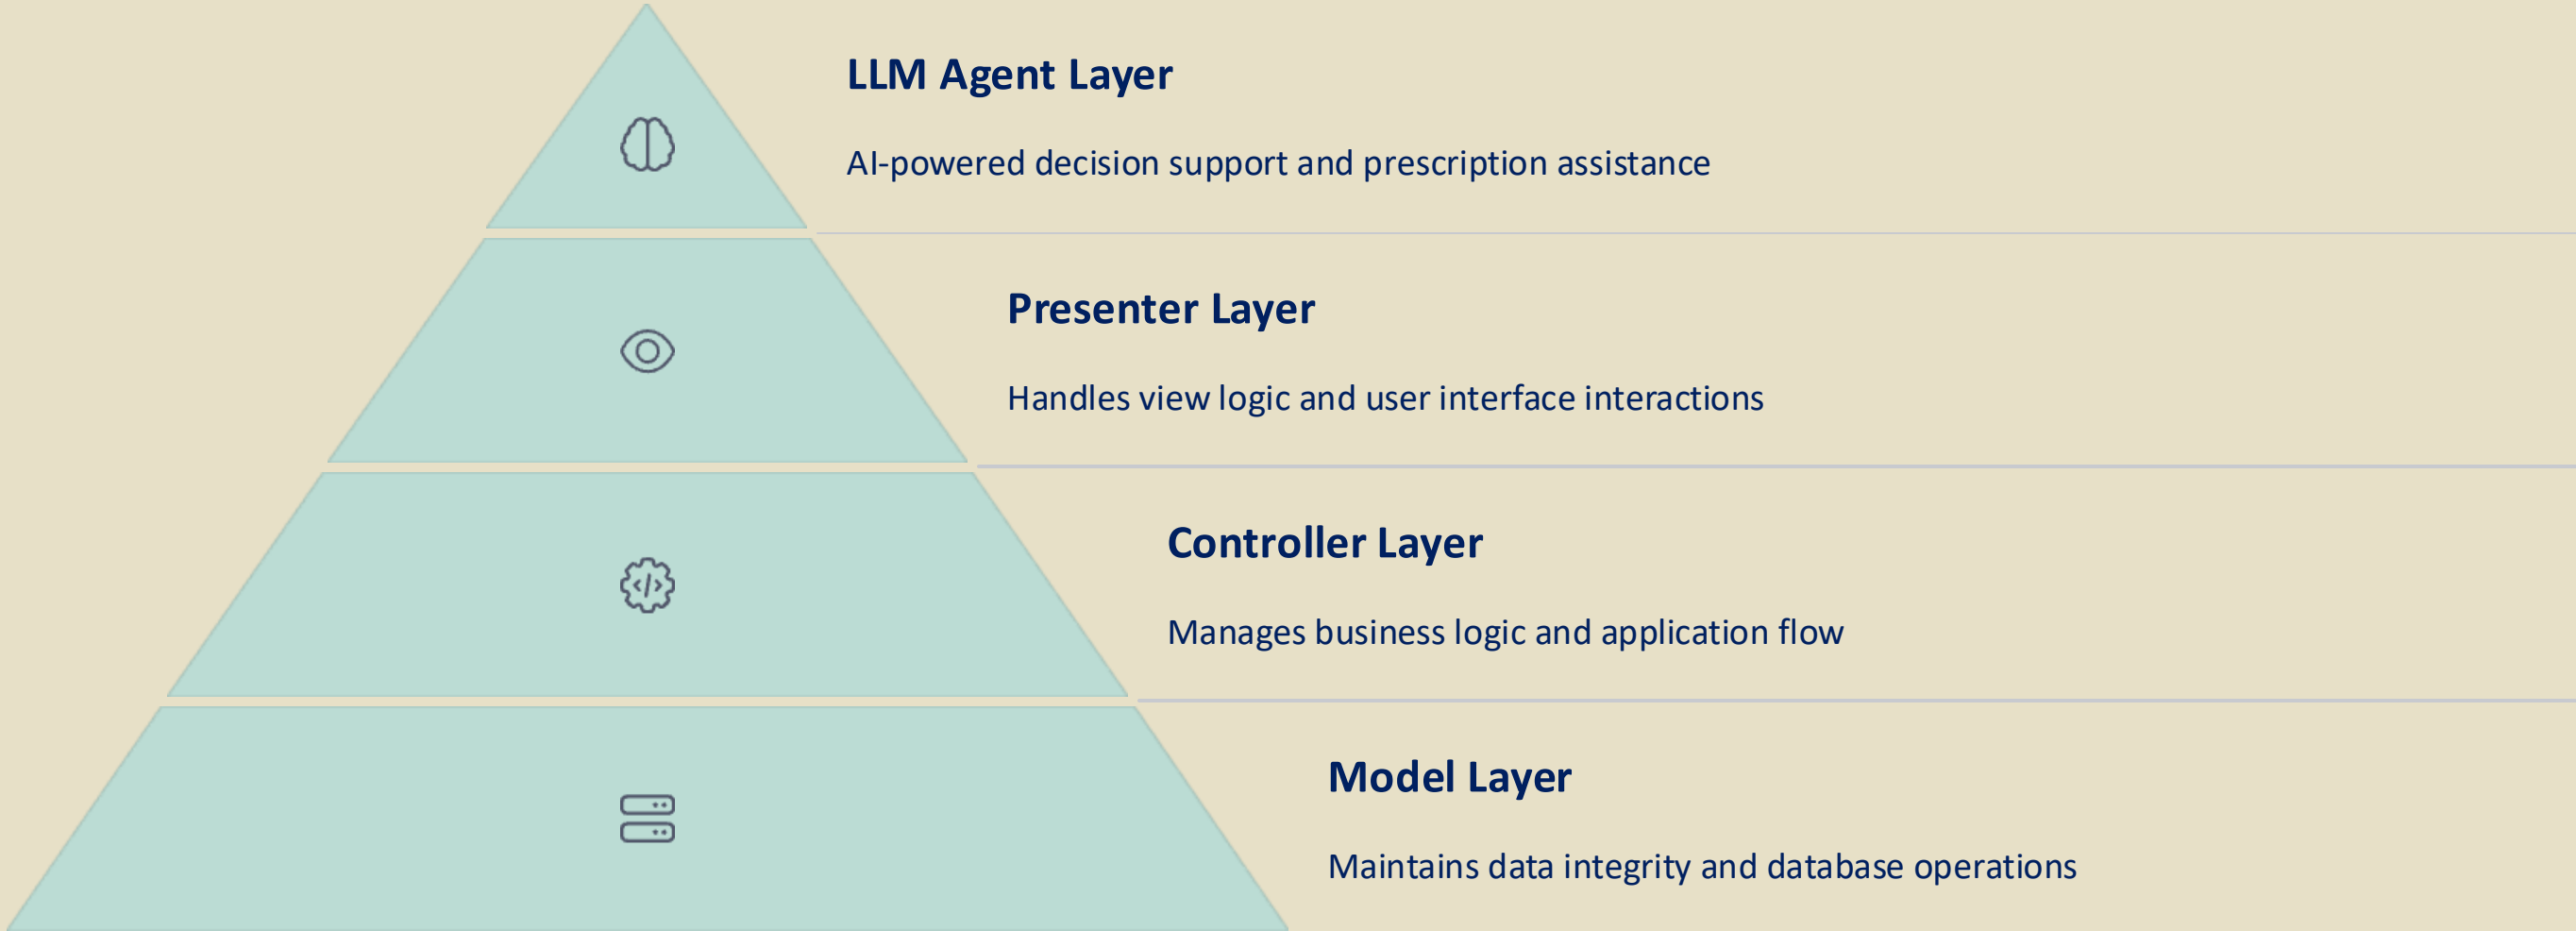 LLM Agent Layer
AI-powered decision support and prescription assistance
Presenter Layer
Handles view logic and user interface interactions
Controller Layer
Manages business logic and application flow
Model Layer
Maintains data integrity and database operations